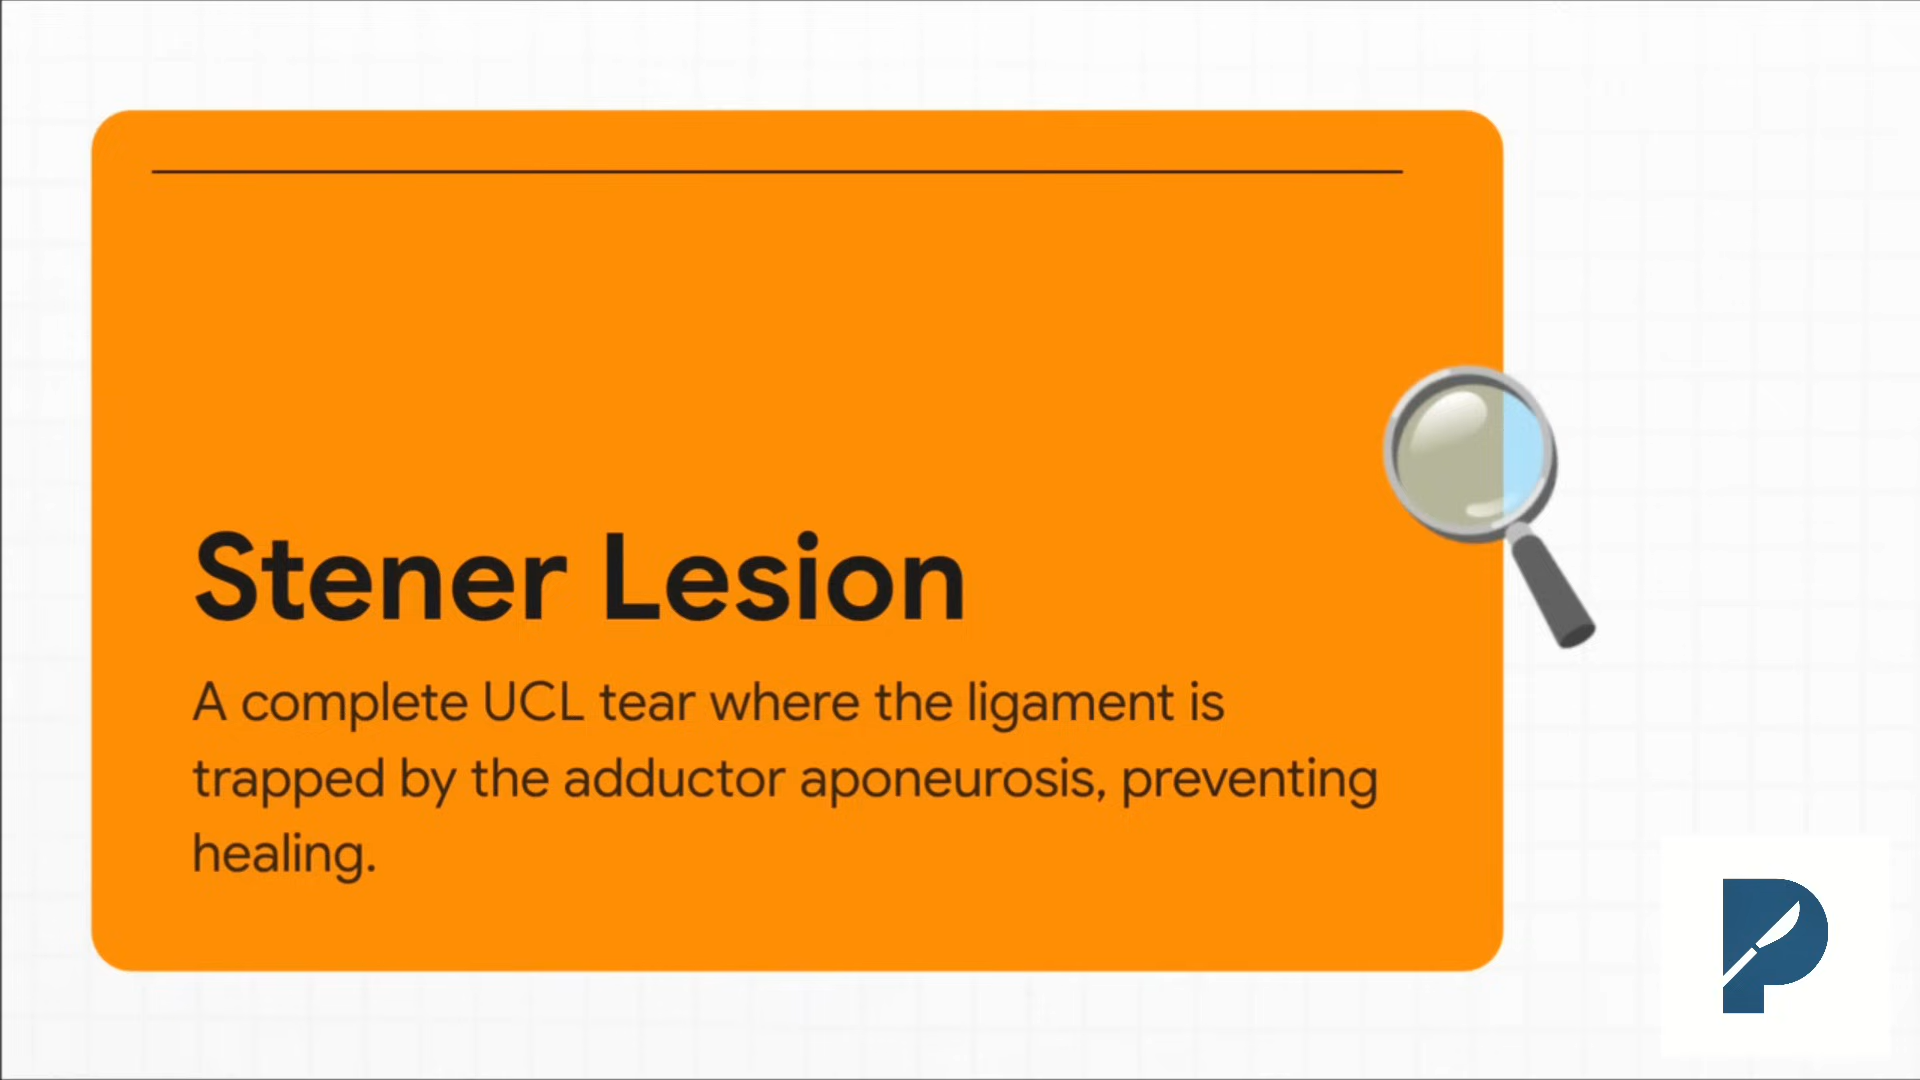 Stener Lesion
A complete UCL tear where the ligament is
trapped by the adductor aponeurosis, preventing
healing.